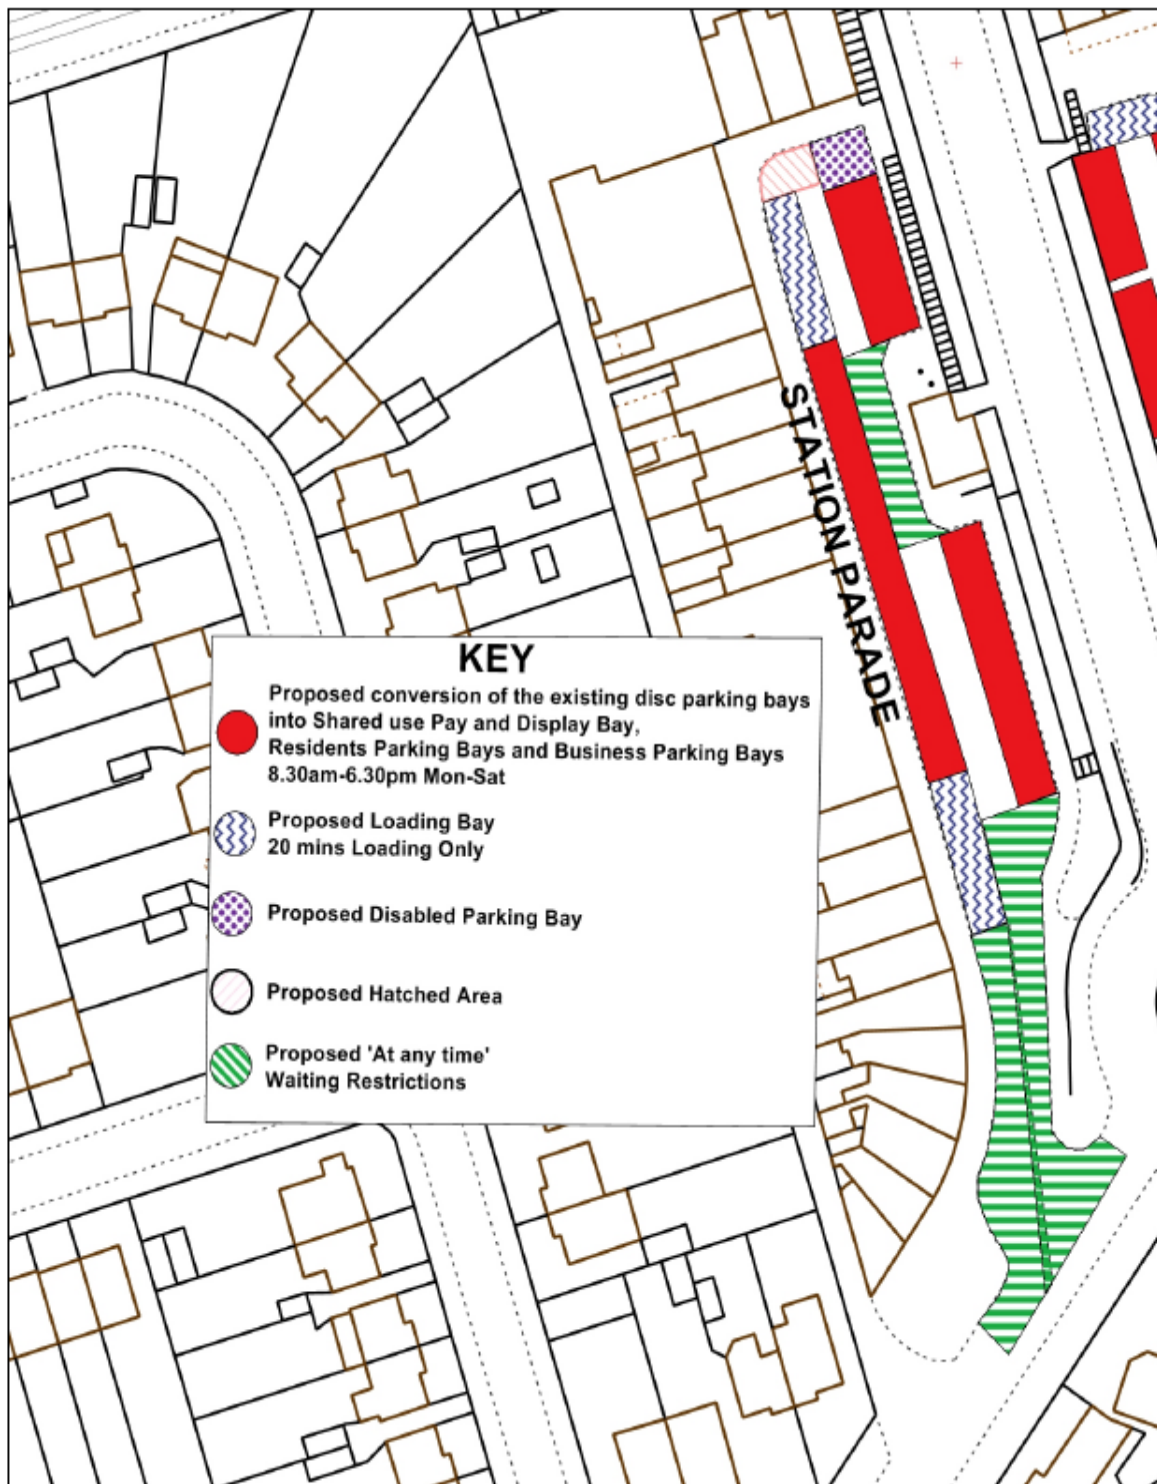 STATION PARADE
KEY
Proposed conversion of the existing disc parking bays
into Shared use Pay and Display Bay,
Residents Parking Bays and Business Parking Bays
8.30am-6.30pm Mon-Sat
Proposed Loading Bay
20 mins Loading Only
Proposed Disabled Parking Bay
Proposed Hatched Area
Proposed 'At any time'
Waiting Restrictions